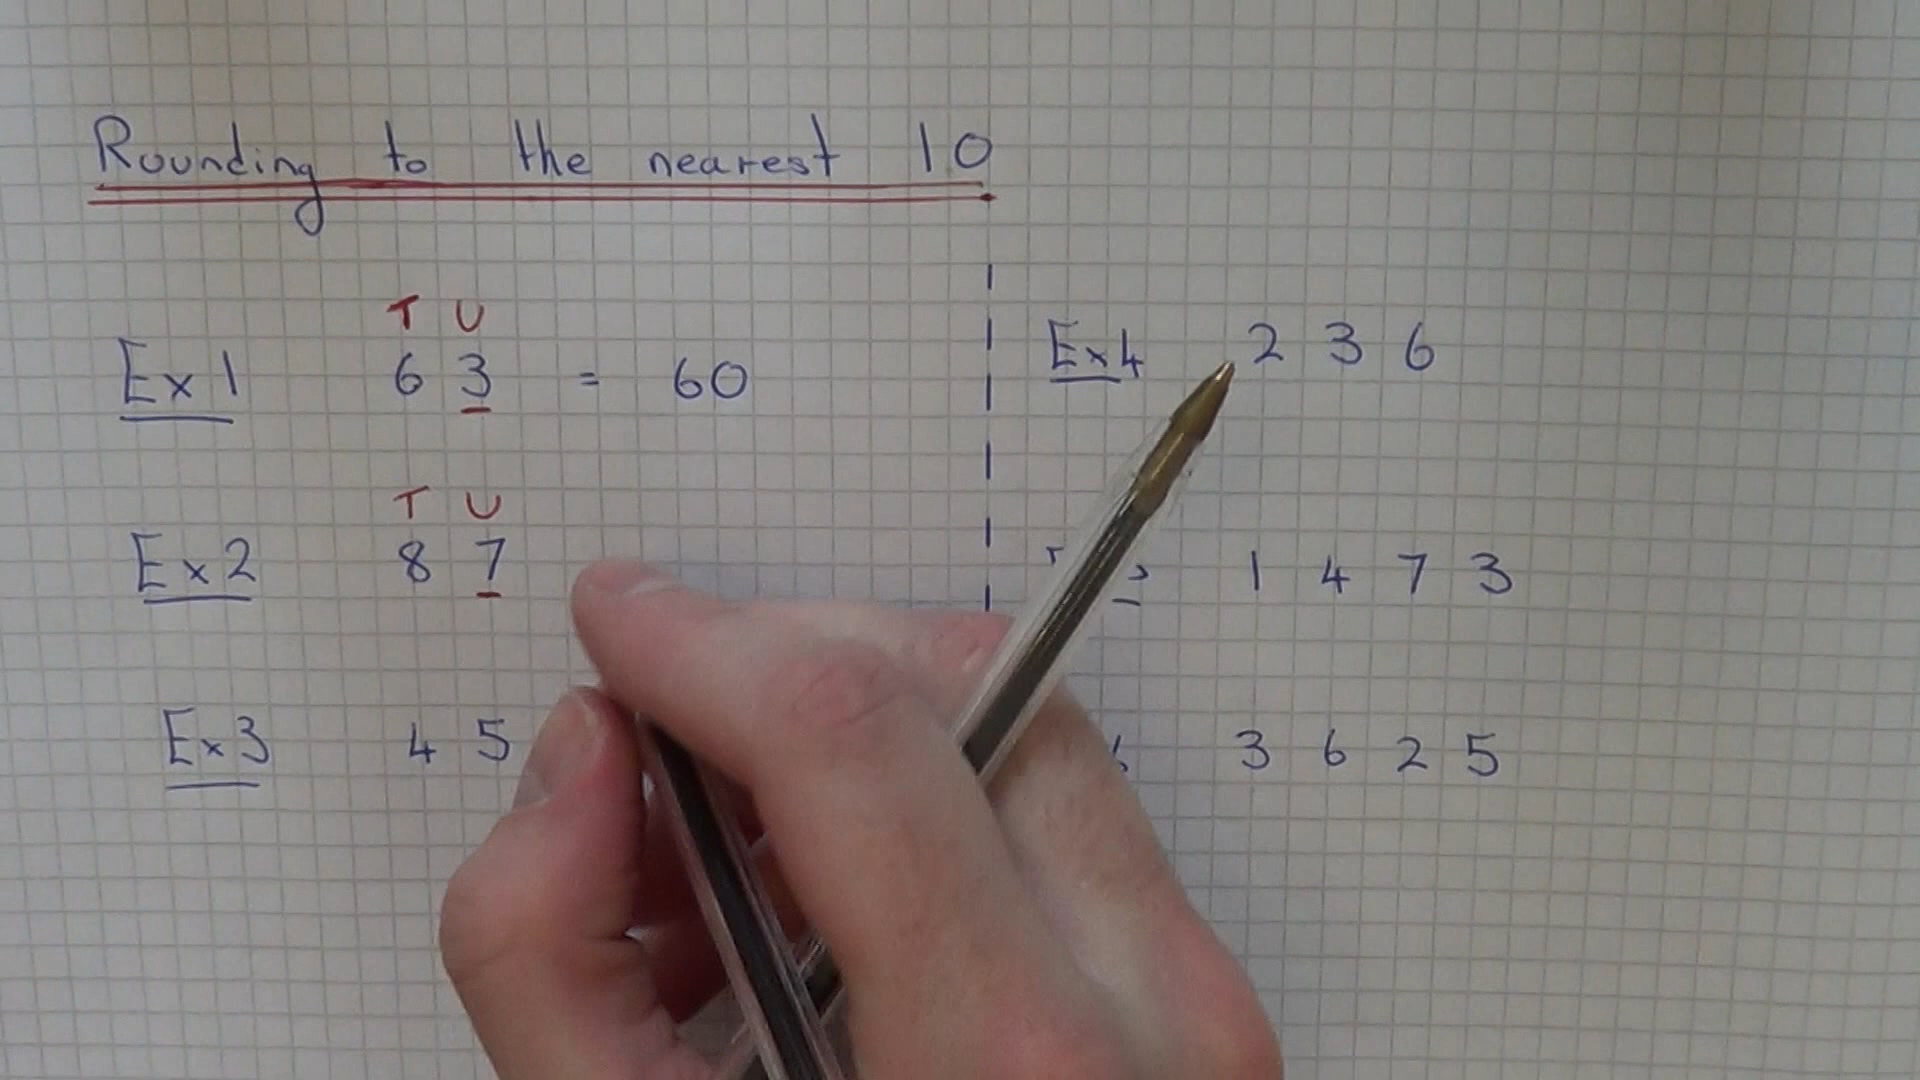 Rounding to the nearest 10
T U
Ex 1 6 3 = 60
T U
Ex 2 8 7
Ex 3 4 5
Ex 4 2 3 6
1 4 7 3
3 6 2 5